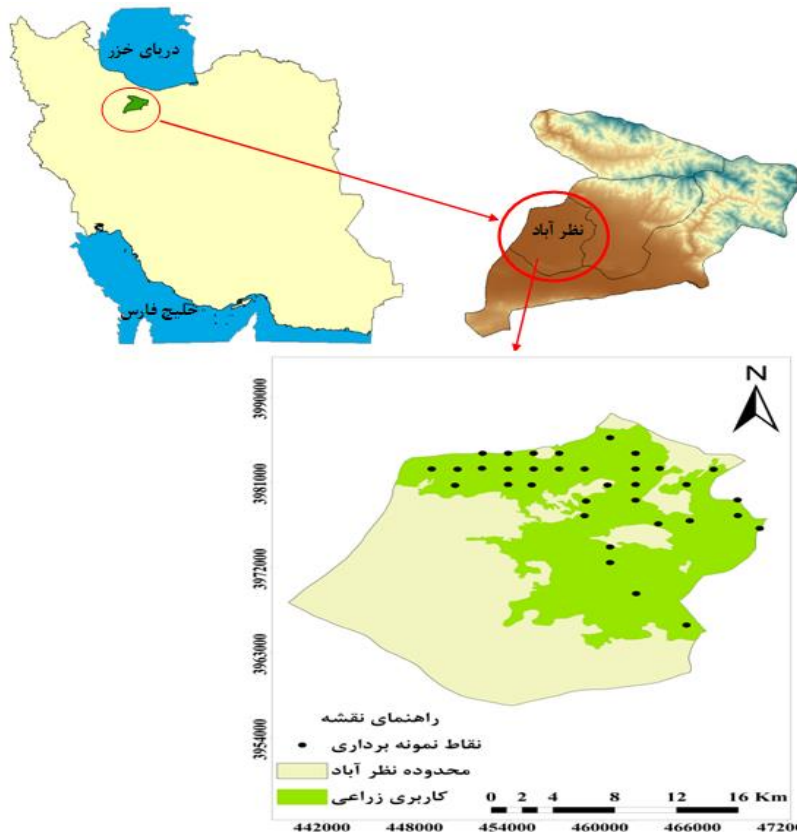 دریای خزر
خلیج فارس
نظر آباد
N
3990000
3981000
3972000
3963000
3954000
راهنمای نقشه
نقاط نمونه برداری
محدوده نظر آباد
کاربری زراعی
0 2 4 8 12 16 Km
442000 448000 454000 460000 466000 47200